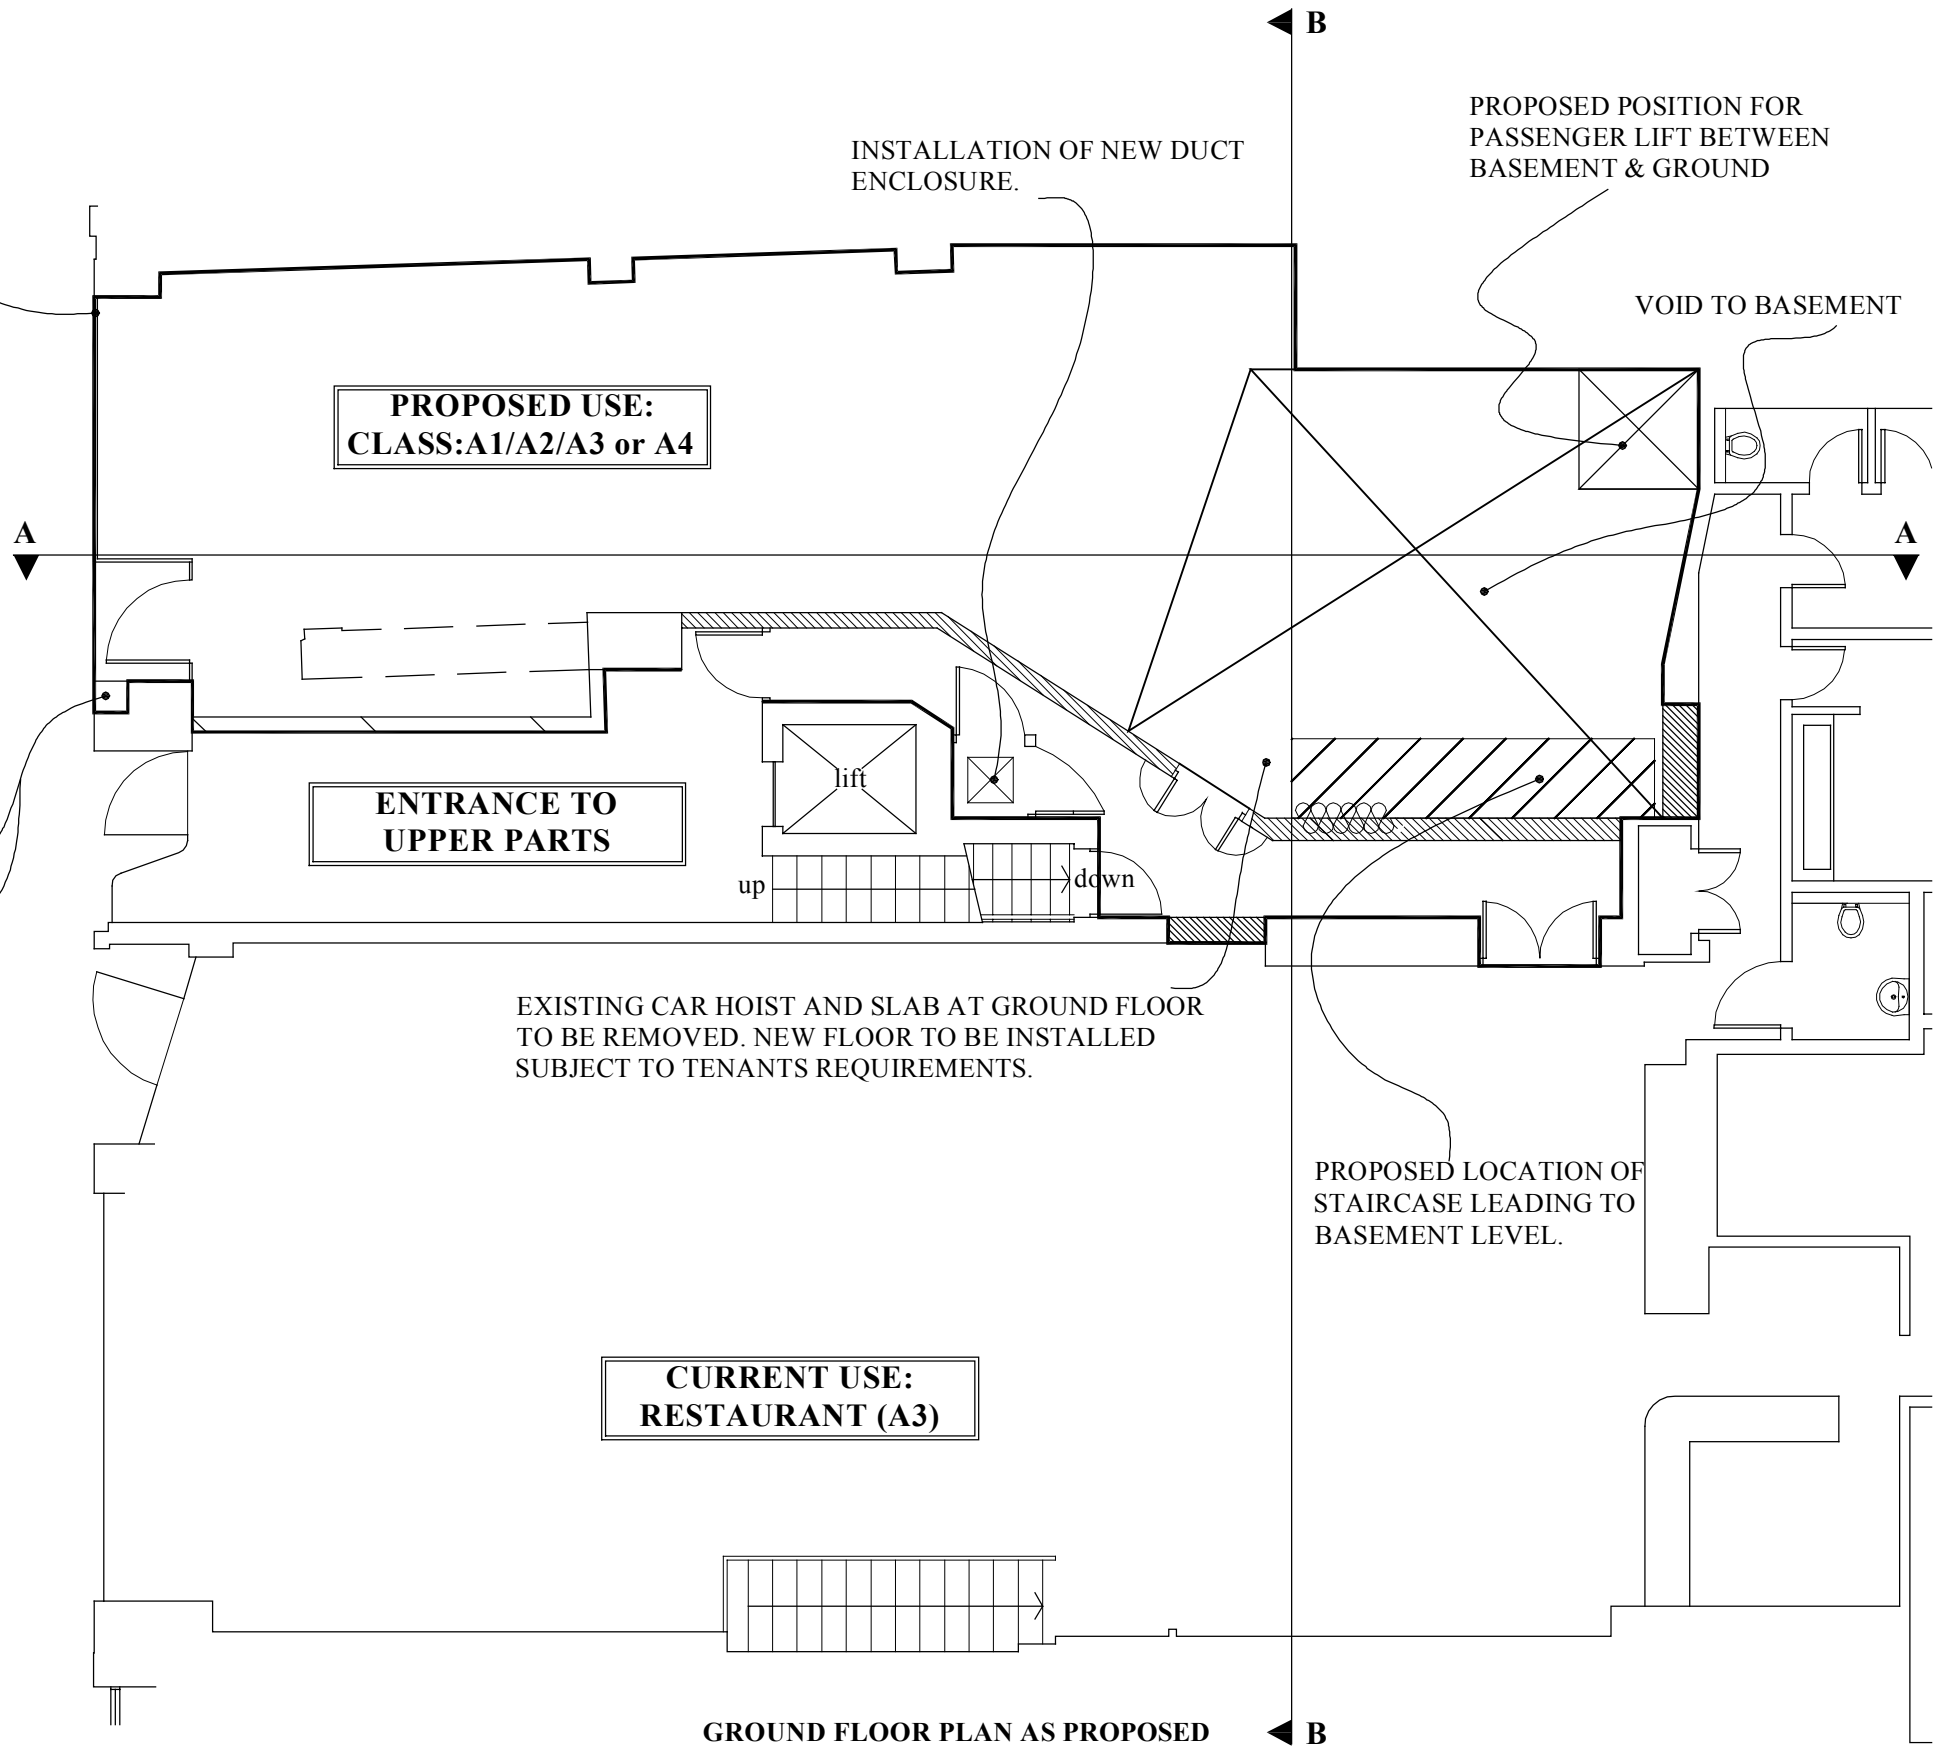 B
PROPOSED POSITION FOR
PASSENGER LIFT BETWEEN
BASEMENT & GROUND
INSTALLATION OF NEW DUCT
ENCLOSURE.
VOID TO BASEMENT
PROPOSED USE:
CLASS:A1/A2/A3 or A4
A
A
ENTRANCE TO
UPPER PARTS
lift
up
down
EXISTING CAR HOIST AND SLAB AT GROUND FLOOR
TO BE REMOVED. NEW FLOOR TO BE INSTALLED
SUBJECT TO TENANTS REQUIREMENTS.
PROPOSED LOCATION OF
STAIRCASE LEADING TO
BASEMENT LEVEL.
CURRENT USE:
RESTAURANT (A3)
GROUND FLOOR PLAN AS PROPOSED
B